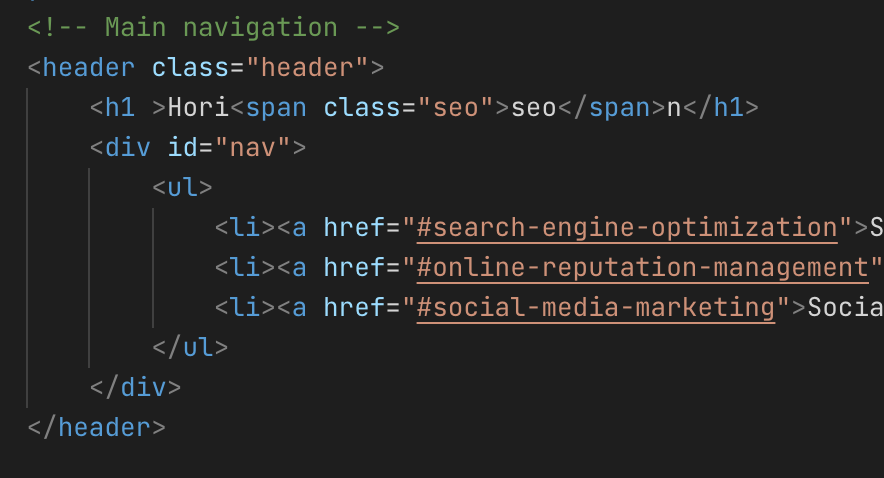 <!-- Main navigation -->
<header class="header">
<h1 >Hori<span class="seo">seo</span>n</h1>
<div id="nav">
<ul>
<li><a href="#search-engine-optimization">S
<li><a href="#online-reputation-management"
<li><a href="#social-media-marketing">Socia
</ul>
</div>
</header>